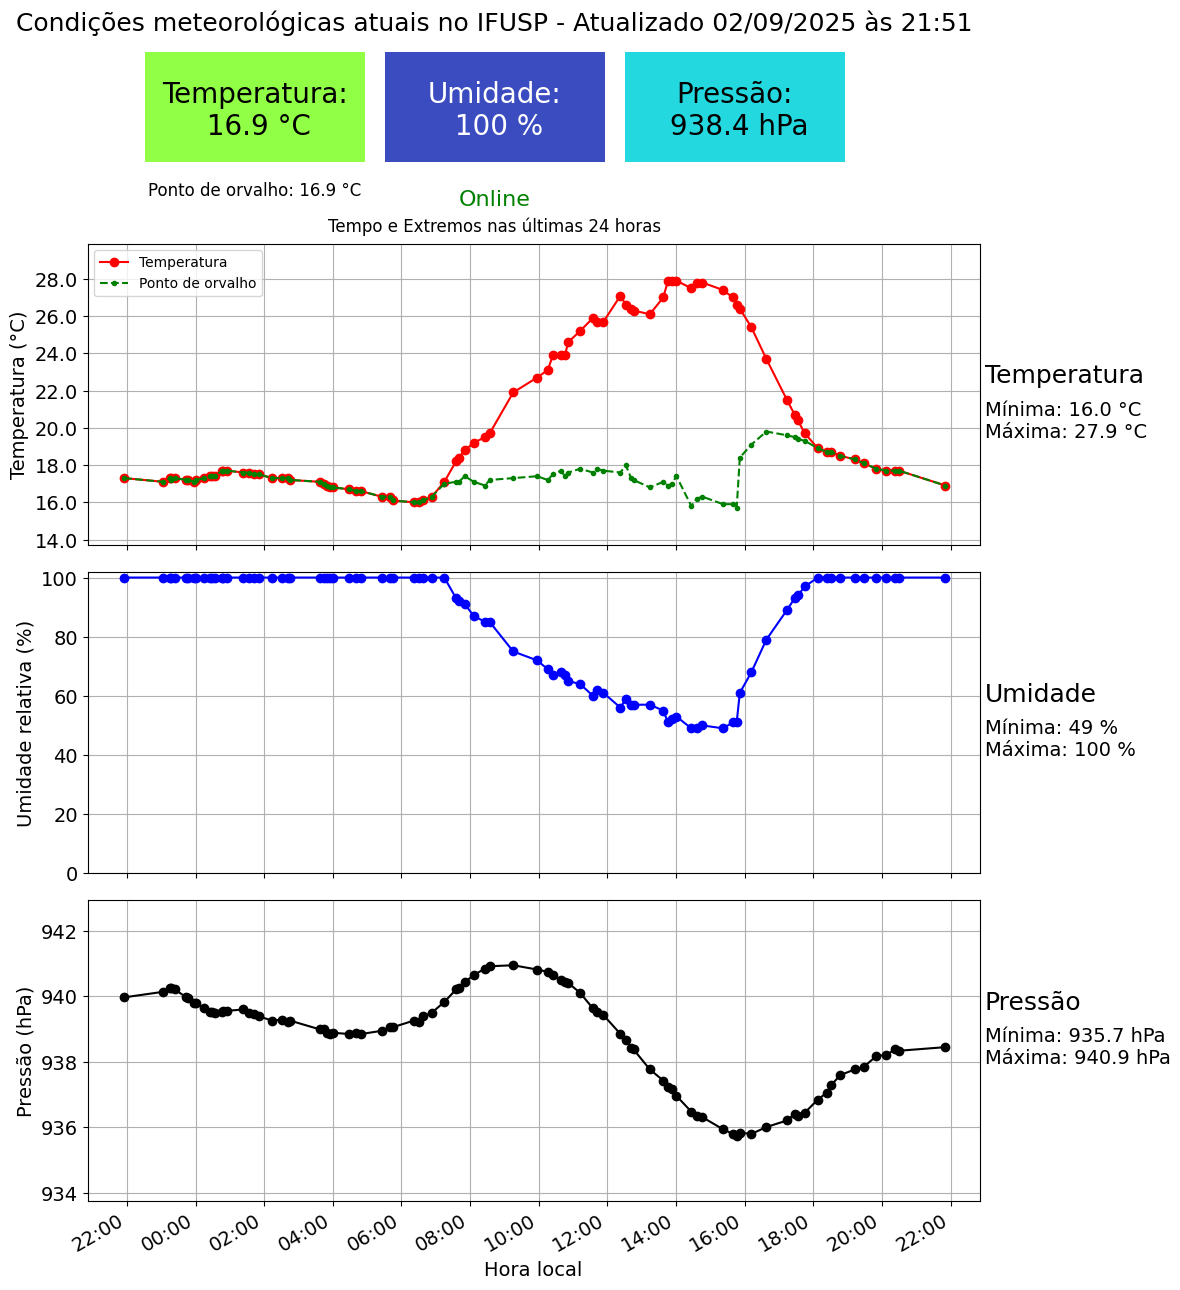 Condições meteorológicas atuais no IFUSP - Atualizado 02/09/2025 às 21:51
Temperatura:
16.9 °C
Umidade:
100 %
Pressão:
938.4 hPa
Ponto de orvalho: 16.9 °C
Online
Tempo e Extremos nas últimas 24 horas
Temperatura
Ponto de orvalho
Temperatura (°C)
28.0
26.0
24.0
22.0
20.0
18.0
16.0
14.0
Temperatura
Mínima: 16.0 °C
Máxima: 27.9 °C
Umidade relativa (%)
100
80
60
40
20
0
Umidade
Mínima: 49 %
Máxima: 100 %
Pressão (hPa)
942
940
938
936
934
Pressão
Mínima: 935.7 hPa
Máxima: 940.9 hPa
22:00
00:00
02:00
04:00
06:00
08:00
10:00
12:00
14:00
16:00
18:00
20:00
22:00
Hora local